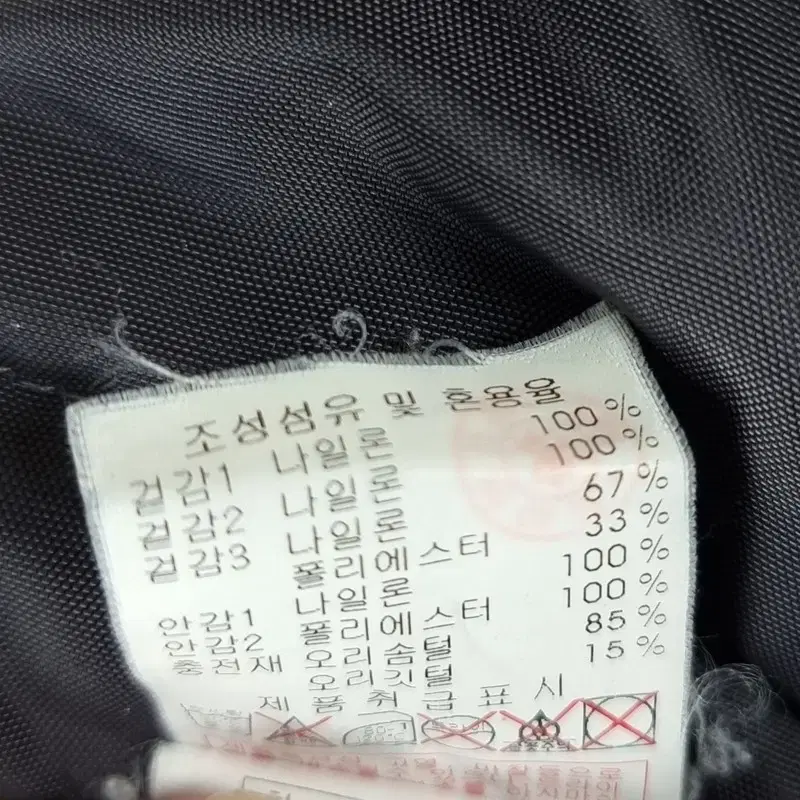 조성섬유 및 혼용율
겉감1 나일론 100%
겉감2 나일론 100%
겉감3 나일론 67%
폴리에스터 33%
안감1 나일론 100%
안감2 폴리에스터 100%
충전재 오리솜털 85%
오리깃털 15%
제품취급표시